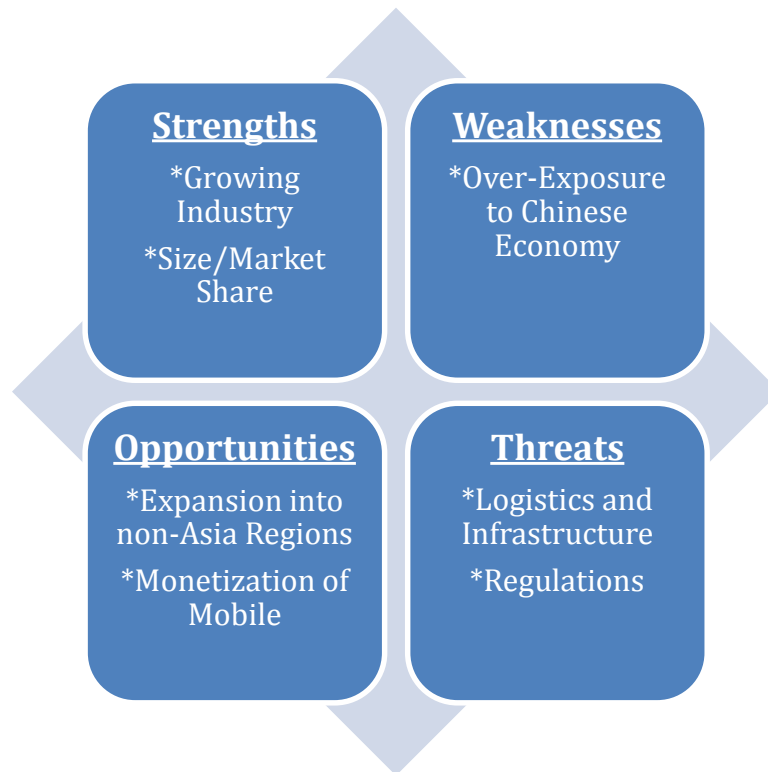 Strengths
*Growing
Industry
*Size/Market
Share
Weaknesses
*Over-Exposure
to Chinese
Economy
Opportunities
*Expansion into
non-Asia Regions
*Monetization of
Mobile
Threats
*Logistics and
Infrastructure
*Regulations